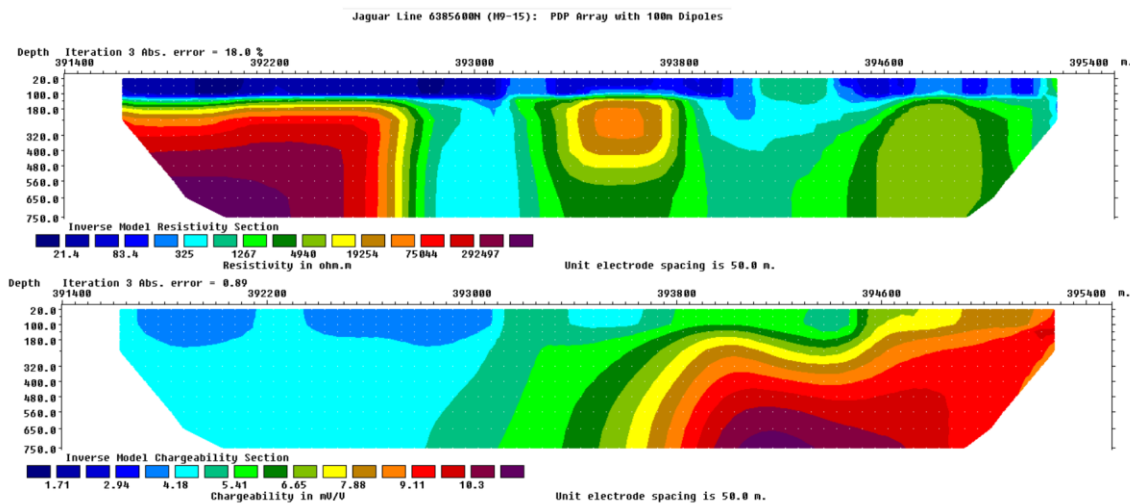 Jaguar Line 6385600N (M9-15): PDP Array with 100m Dipoles
Depth Iteration 3 Abs. error = 18.0 %
391400 392200 393000 393800 394600 395400 m.
20.0
100.0
180.0
320.0
400.0
480.0
560.0
650.0
750.0
Inverse Model Resistivity Section
21.4 83.4 325 1267 4940 19254 75044 292497
Resistivity in ohm.m Unit electrode spacing is 50.0 m.
Depth Iteration 3 Abs. error = 0.89
391400 392200 393000 393800 394600 395400 m.
20.0
100.0
180.0
320.0
400.0
480.0
560.0
650.0
750.0
Inverse Model Chargeability Section
1.71 2.94 4.18 5.41 6.65 7.88 9.11 10.3
Chargeability in mV/V Unit electrode spacing is 50.0 m.